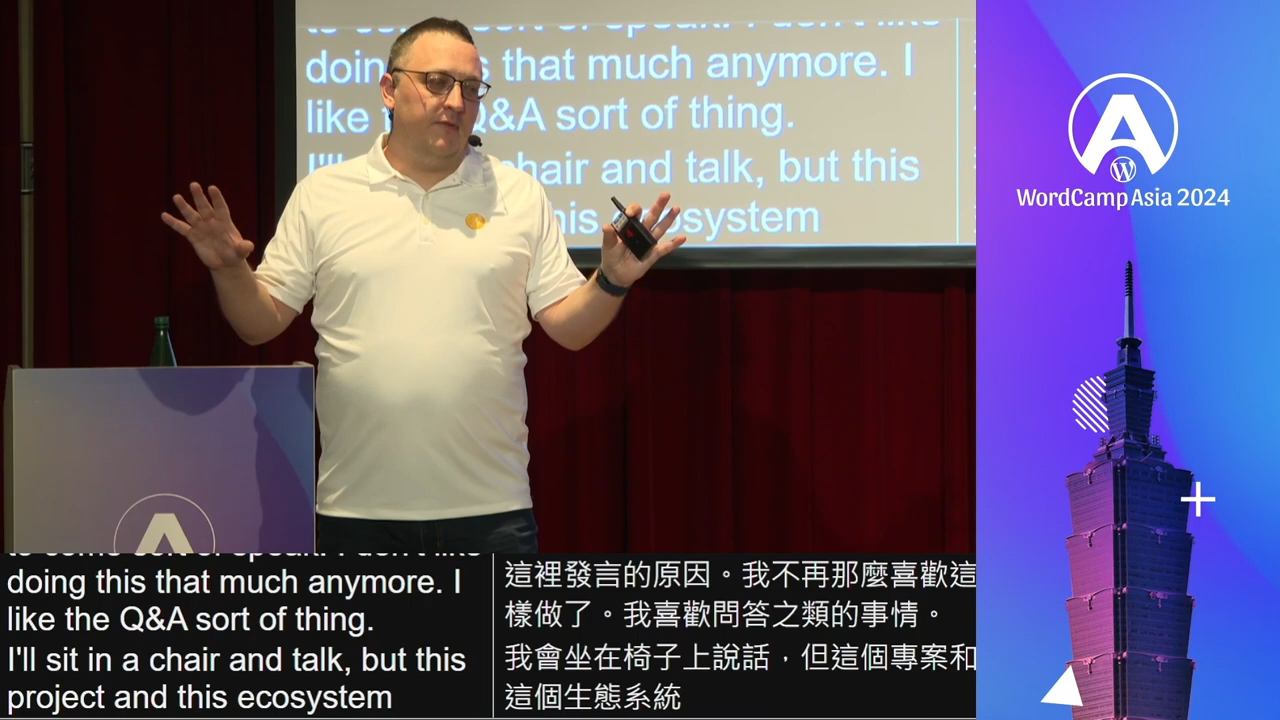 doin s that much anymore. I
like Q&A sort of thing.
chair and talk, but this
his ecosystem
WordCamp Asia 2024
doing this that much anymore. I
like the Q&A sort of thing.
I'll sit in a chair and talk, but this
project and this ecosystem
這裡發言的原因。我不再那麼喜歡這
樣做了。我喜歡問答之類的事情。
我會坐在椅子上說話，但這個專案和
這個生態系統